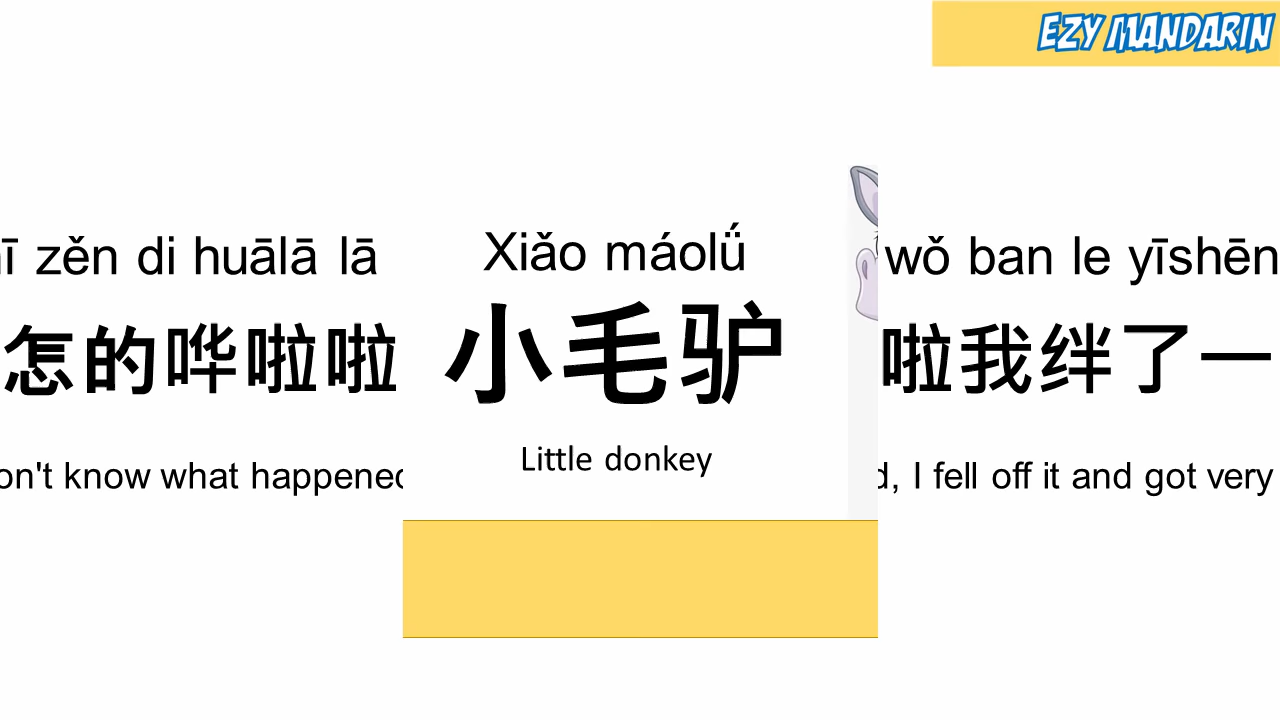 EZY MANDARIN
zěn di huālā lā
Xiǎo máolǘ
wǒ ban le yīshēn
怎的哗啦啦
小毛驴
啦我绊了一
on't know what happened
Little donkey
d, I fell off it and got very